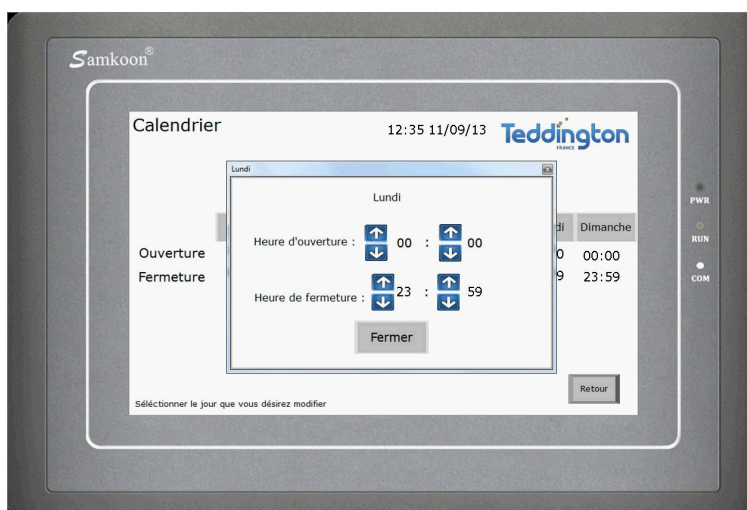 Samkoon®
Calendrier
12:35 11/09/13
Teddington
FRANCE
Lundi
Lundi
di Dimanche
Heure d'ouverture : 00 : 00
Ouverture
0 00:00
Fermeture
9 23:59
Heure de fermeture : 23 : 59
Fermer
Retour
Séléctionner le jour que vous désirez modifier
PWR
RUN
COM